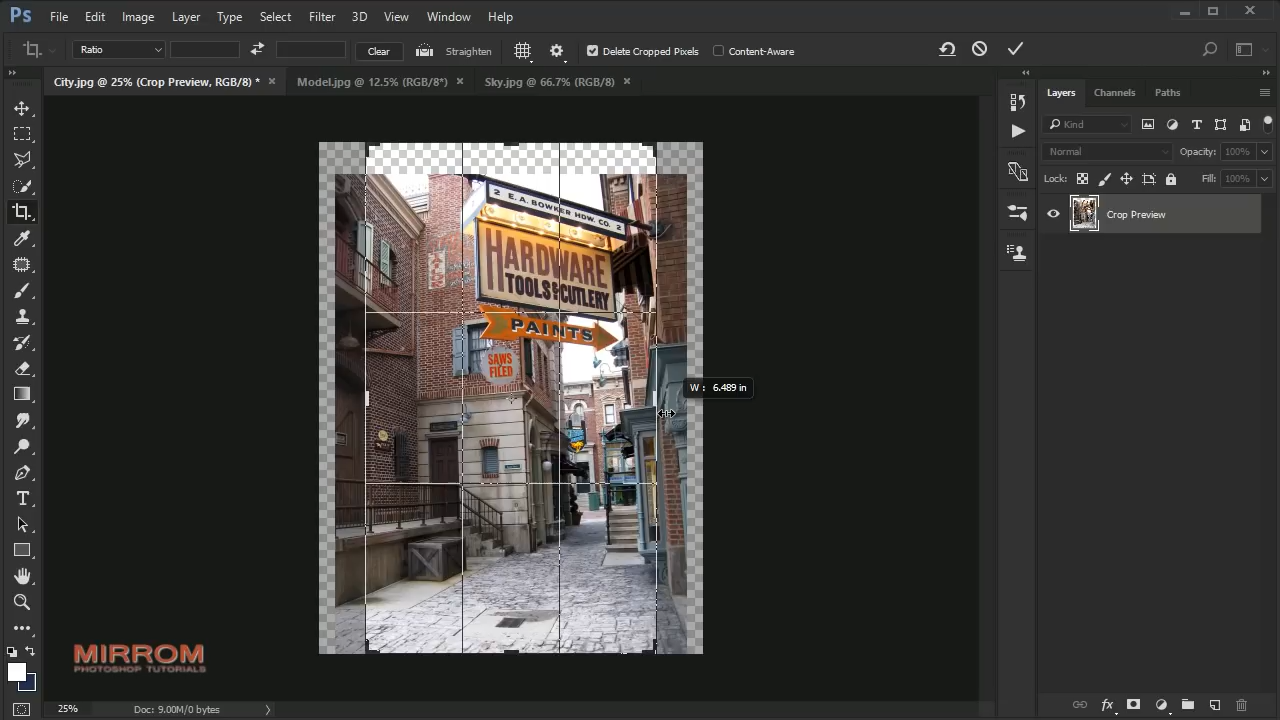 Ps File Edit Image Layer Type Select Filter 3D View Window Help
Ratio Clear Straighten Delete Cropped Pixels Content-Aware
City.jpg @ 25% (Crop Preview, RGB/8) * × Model.jpg @ 12.5% (RGB/8*) × Sky.jpg @ 66.7% (RGB/8) ×
Layers Channels Paths
Kind
Normal Opacity: 100%
Lock: Fill: 100%
Crop Preview
2 E. A. BOWKER HDW. CO. 2
HARDWARE
TOOLS & CUTLERY
PAINTS
SAWS
FILED
W : 6.489 in
MIRROM
PHOTOSHOP TUTORIALS
25% Doc: 9.00M/0 bytes